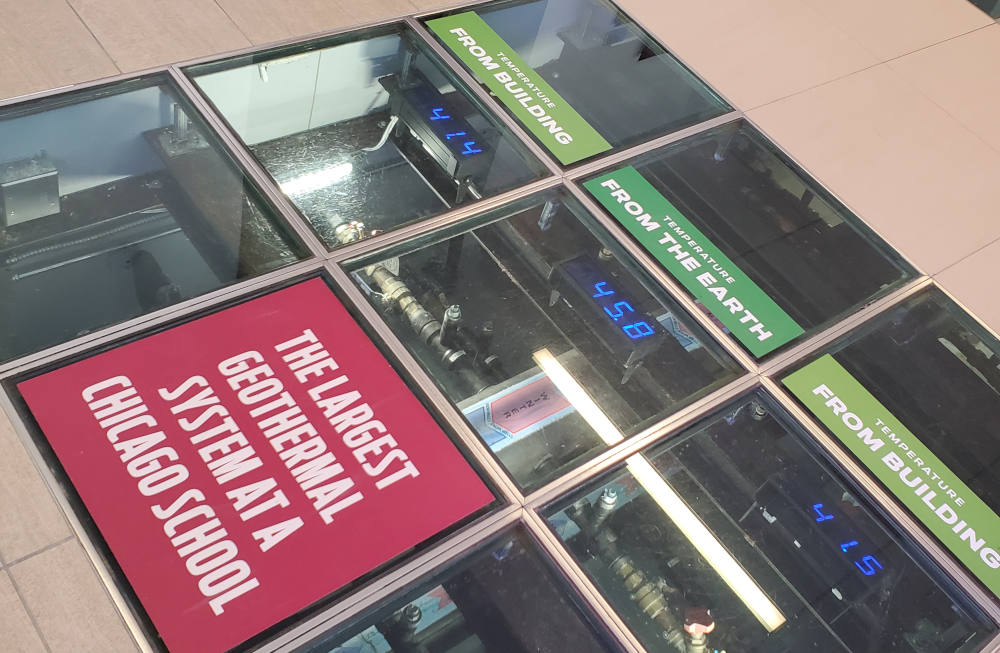 TEMPERATURE
FROM BUILDING
41.4
TEMPERATURE
FROM THE EARTH
45.8
TEMPERATURE
FROM BUILDING
41.5
WINTER
THE LARGEST
GEOTHERMAL
SYSTEM AT A
CHICAGO SCHOOL